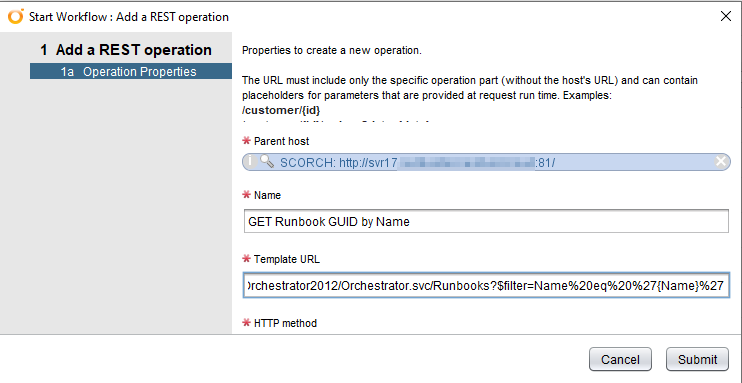 Start Workflow : Add a REST operation
1 Add a REST operation
1a Operation Properties
Properties to create a new operation.
The URL must include only the specific operation part (without the host's URL) and can contain
placeholders for parameters that are provided at request run time. Examples:
/customer/{id}
* Parent host
SCORCH: http://svr17 :81/
* Name
GET Runbook GUID by Name
* Template URL
rchestrator2012/Orchestrator.svc/Runbooks?$filter=Name%20eq%20%27{Name}%27
* HTTP method
Cancel
Submit